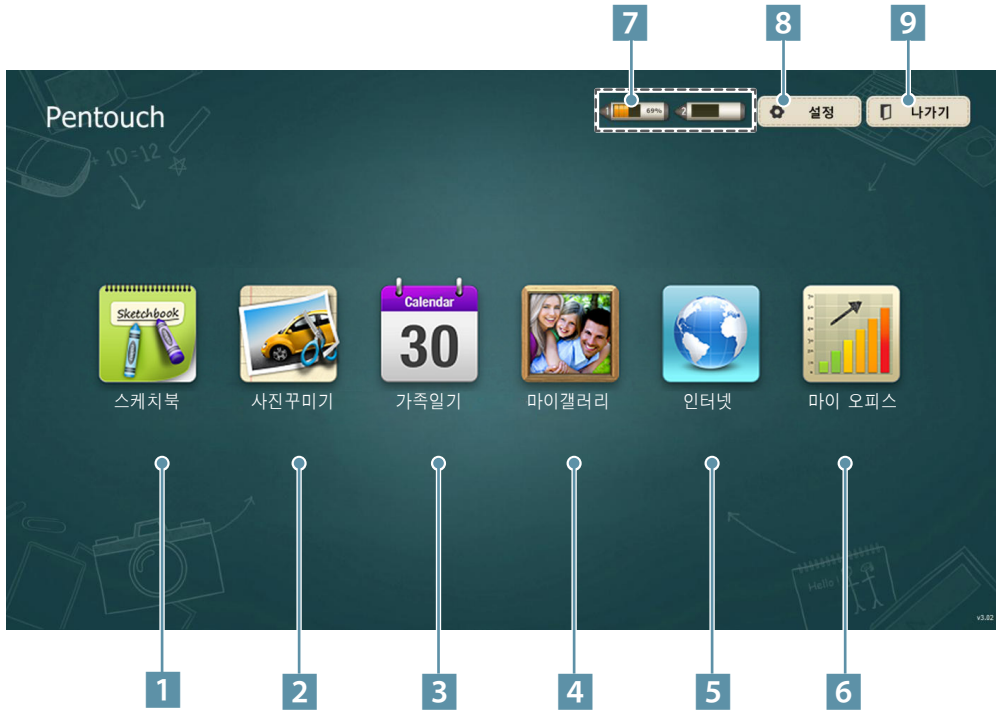 7 8 9
Pentouch
1 69% 2 설정 나가기
+ 10=12
Sketchbook
Calendar
30
스케치북 사진꾸미기 가족일기 마이갤러리 인터넷 마이 오피스
Hello!
v3.02
1 2 3 4 5 6